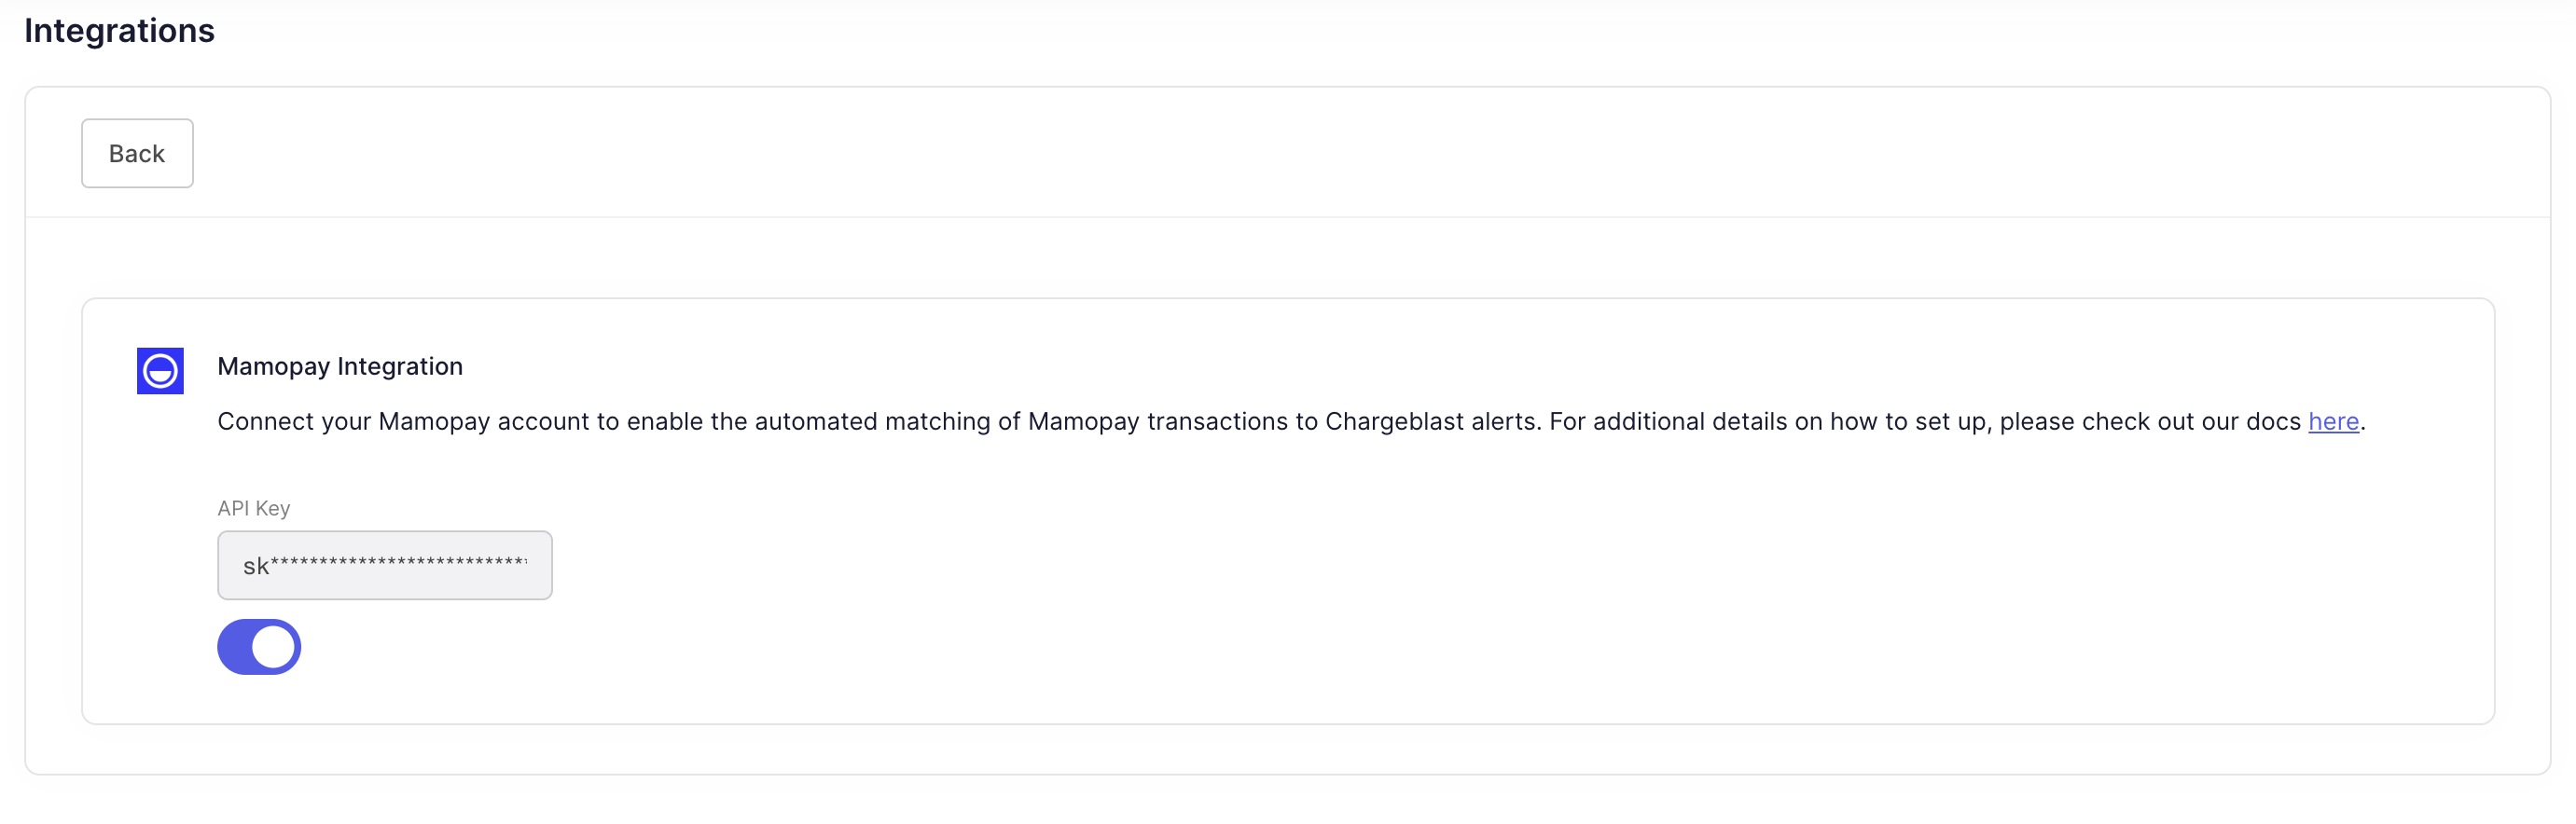 Integrations
Back
Mamopay Integration
Connect your Mamopay account to enable the automated matching of Mamopay transactions to Chargeblast alerts. For additional details on how to set up, please check out our docs here.
API Key
sk**************************